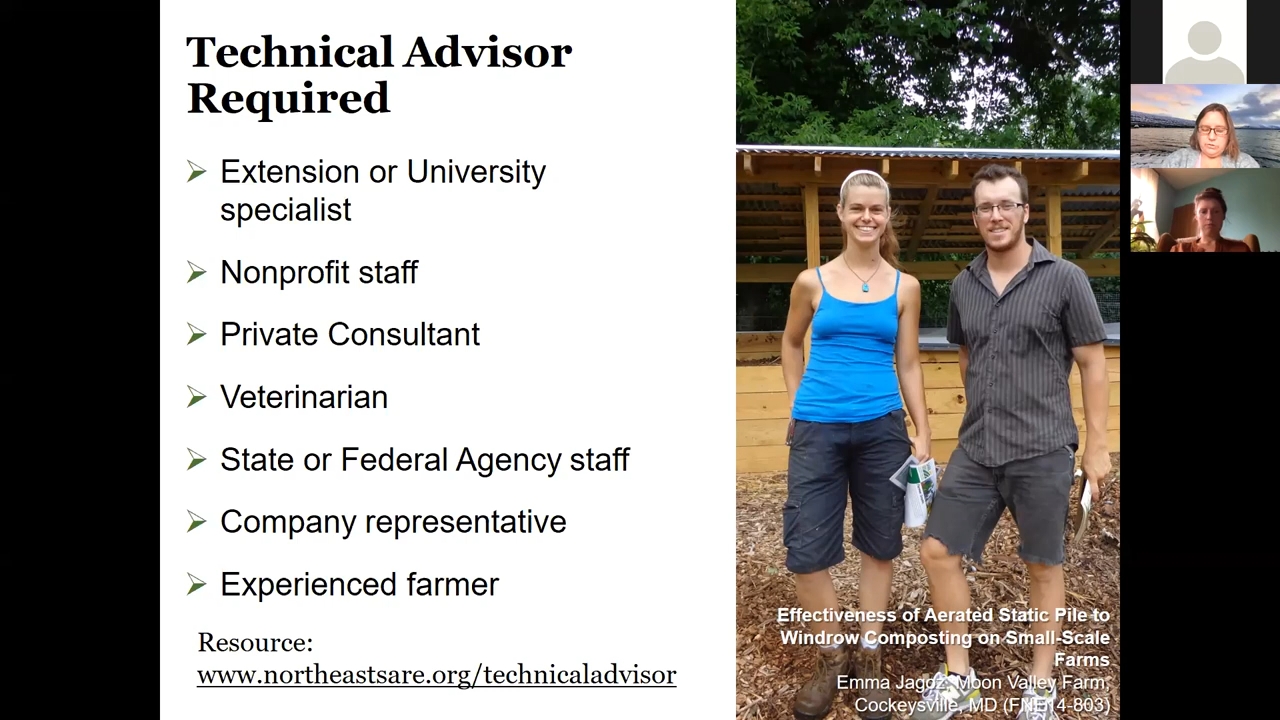 Technical Advisor
Required
Extension or University
specialist
Nonprofit staff
Private Consultant
Veterinarian
State or Federal Agency staff
Company representative
Experienced farmer
Resource:
www.northeastsare.org/technicaladvisor
Effectiveness of Aerated Static Pile to
Windrow Composting on Small-Scale
Farms
Emma Jagoz, Moon Valley Farm,
Cockeysville, MD (FNE14-803)